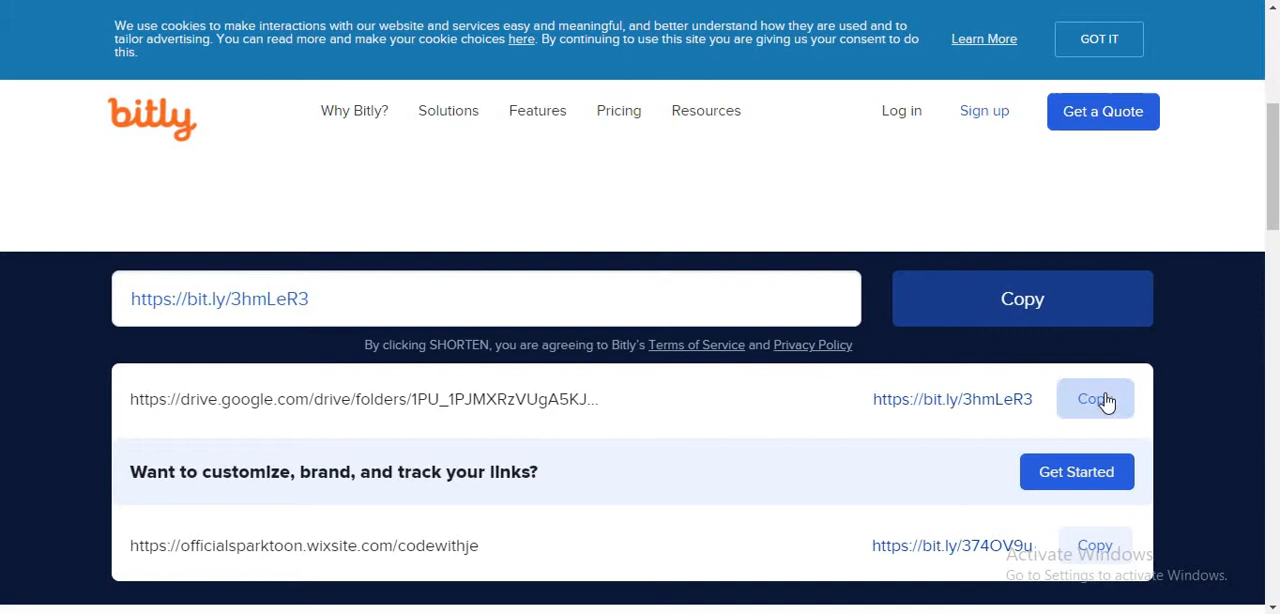 We use cookies to make interactions with our website and services easy and meaningful, and better understand how they are used and to
tailor advertising. You can read more and make your cookie choices here. By continuing to use this site you are giving us your consent to do
this.
Learn More
GOT IT
bitly
Why Bitly?
Solutions
Features
Pricing
Resources
Log in
Sign up
Get a Quote
https://bit.ly/3hmLeR3
Copy
By clicking SHORTEN, you are agreeing to Bitly's Terms of Service and Privacy Policy
https://drive.google.com/drive/folders/1PU_1PJMXRzVUgA5KJ...
https://bit.ly/3hmLeR3
Copy
Want to customize, brand, and track your links?
Get Started
https://officialsparktoon.wixsite.com/codewithje
https://bit.ly/374OV9u
Copy
Activate Windows
Go to Settings to activate Windows.